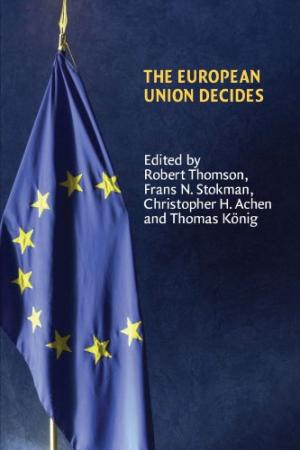 THE EUROPEAN
UNION DECIDES
Edited by
Robert Thomson,
Frans N. Stokman,
Christopher H. Achen
and Thomas König